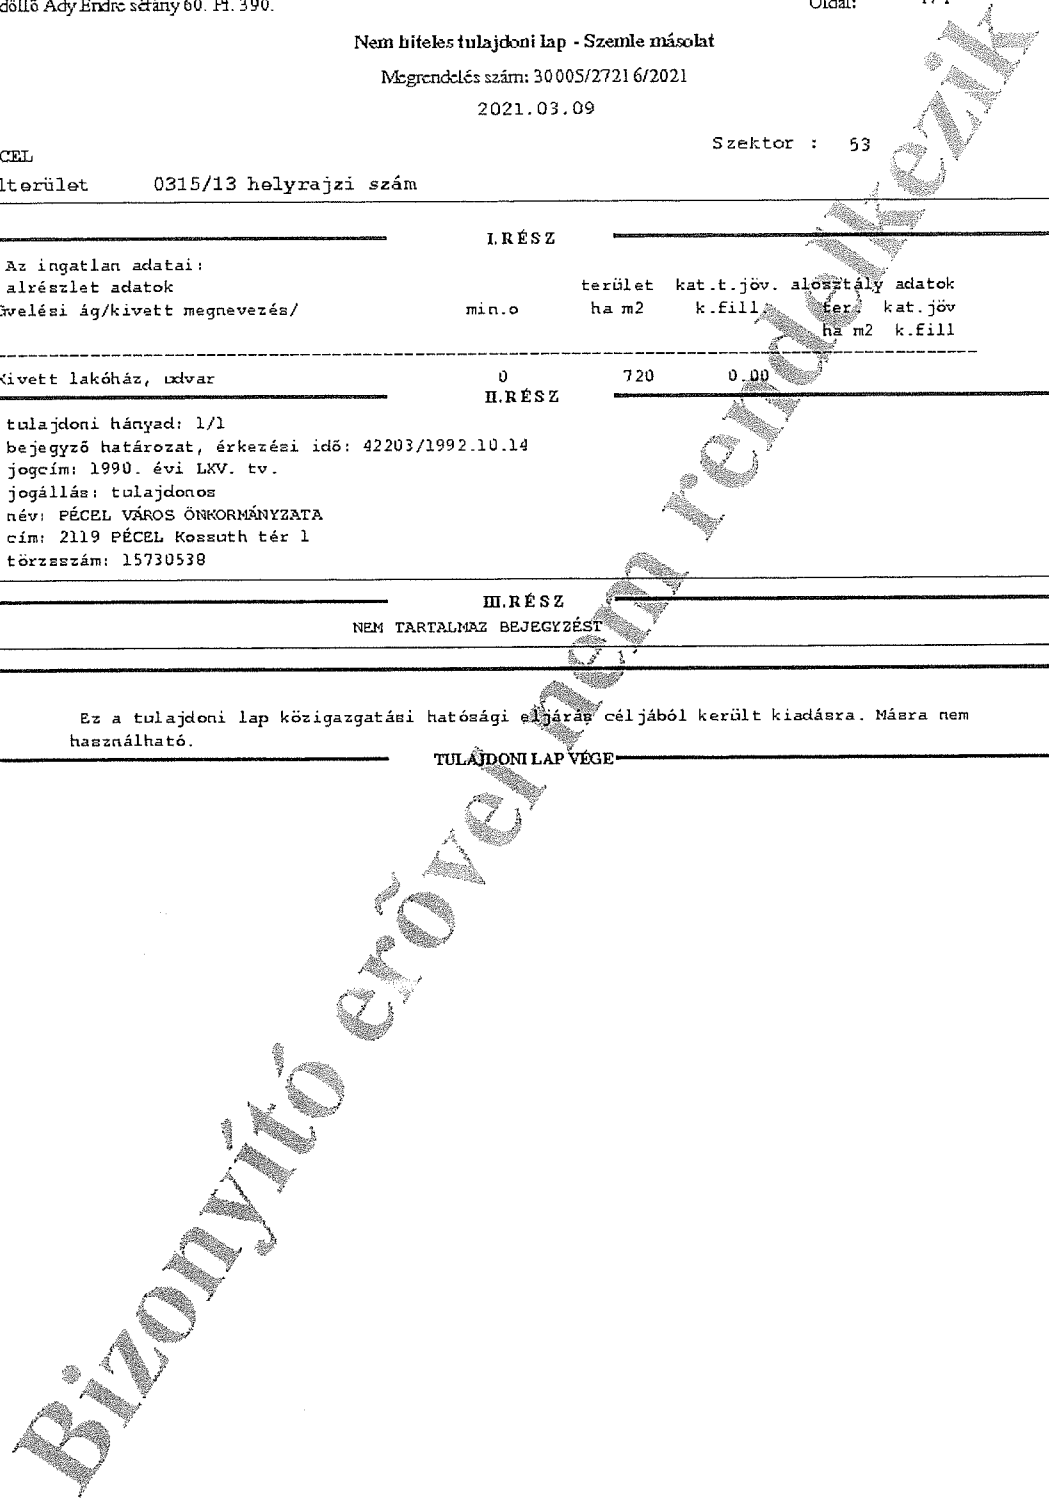 döllő Ady Endre sétány 60. Pf. 390.
Oldal: 1 / 1
Nem hiteles tulajdoni lap - Szemle másolat
Megrendelés szám: 30005/27216/2021
2021.03.09
Szektor : 53
CEL
lterület 0315/13 helyrajzi szám
I. RÉSZ
Az ingatlan adatai:
alrészlet adatok terület kat.t.jöv. alosztály adatok
űvelési ág/kivett megnevezés/ min.o ha m2 k.fill. ter. kat.jöv
ha m2 k.fill
Kivett lakóház, udvar 0 720 0.00
II. RÉSZ
tulajdoni hányad: 1/1
bejegyző határozat, érkezési idő: 42203/1992.10.14
jogcím: 1990. évi LXV. tv.
jogállás: tulajdonos
név: PÉCEL VÁROS ÖNKORMÁNYZATA
cím: 2119 PÉCEL Kossuth tér 1
törzsszám: 15730538
III. RÉSZ
NEM TARTALMAZ BEJEGYZÉST
Ez a tulajdoni lap közigazgatási hatósági eljárás céljából került kiadásra. Másra nem
használható.
TULAJDONI LAP VÉGE
Bizonyító erővel nem rendelkezik